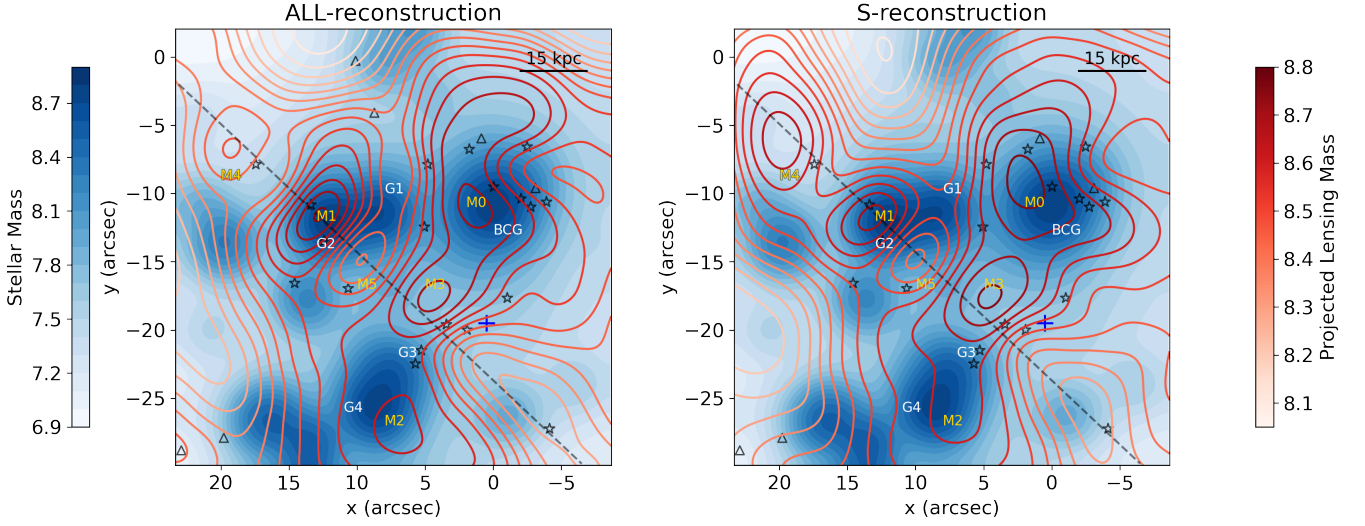 ALL-reconstruction
S-reconstruction
Stellar Mass
8.7
8.4
8.1
7.8
7.5
7.2
6.9
y (arcsec)
0
−5
−10
−15
−20
−25
15 kpc
M4
G1
M1
M0
G2
BCG
M5
M3
G3
G4
M2
20
15
10
5
0
−5
x (arcsec)
y (arcsec)
0
−5
−10
−15
−20
−25
15 kpc
M4
G1
M1
M0
G2
BCG
M5
M3
G3
G4
M2
20
15
10
5
0
−5
x (arcsec)
8.8
8.7
8.6
8.5
8.4
8.3
8.2
8.1
Projected Lensing Mass